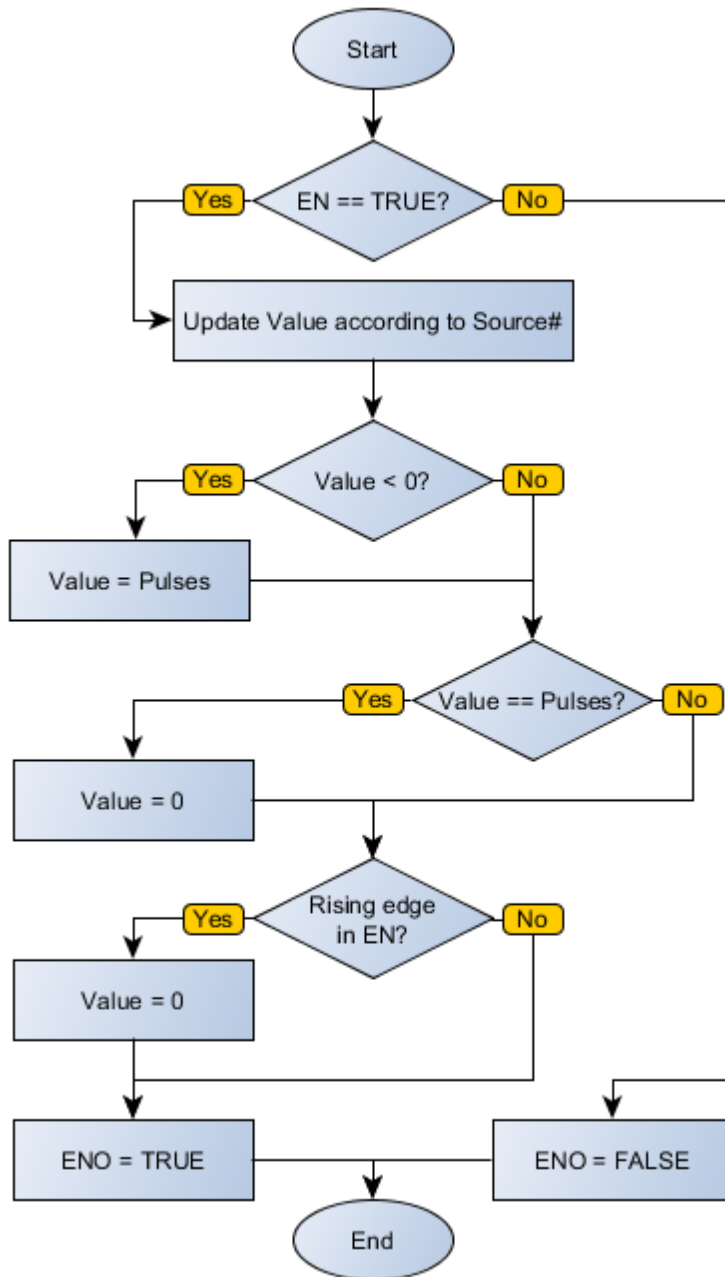 Start
Yes
EN == TRUE?
No
Update Value according to Source#
Yes
Value < 0?
No
Value = Pulses
Yes
Value == Pulses?
No
Value = 0
Yes
Rising edge
in EN?
No
Value = 0
ENO = TRUE
ENO = FALSE
End